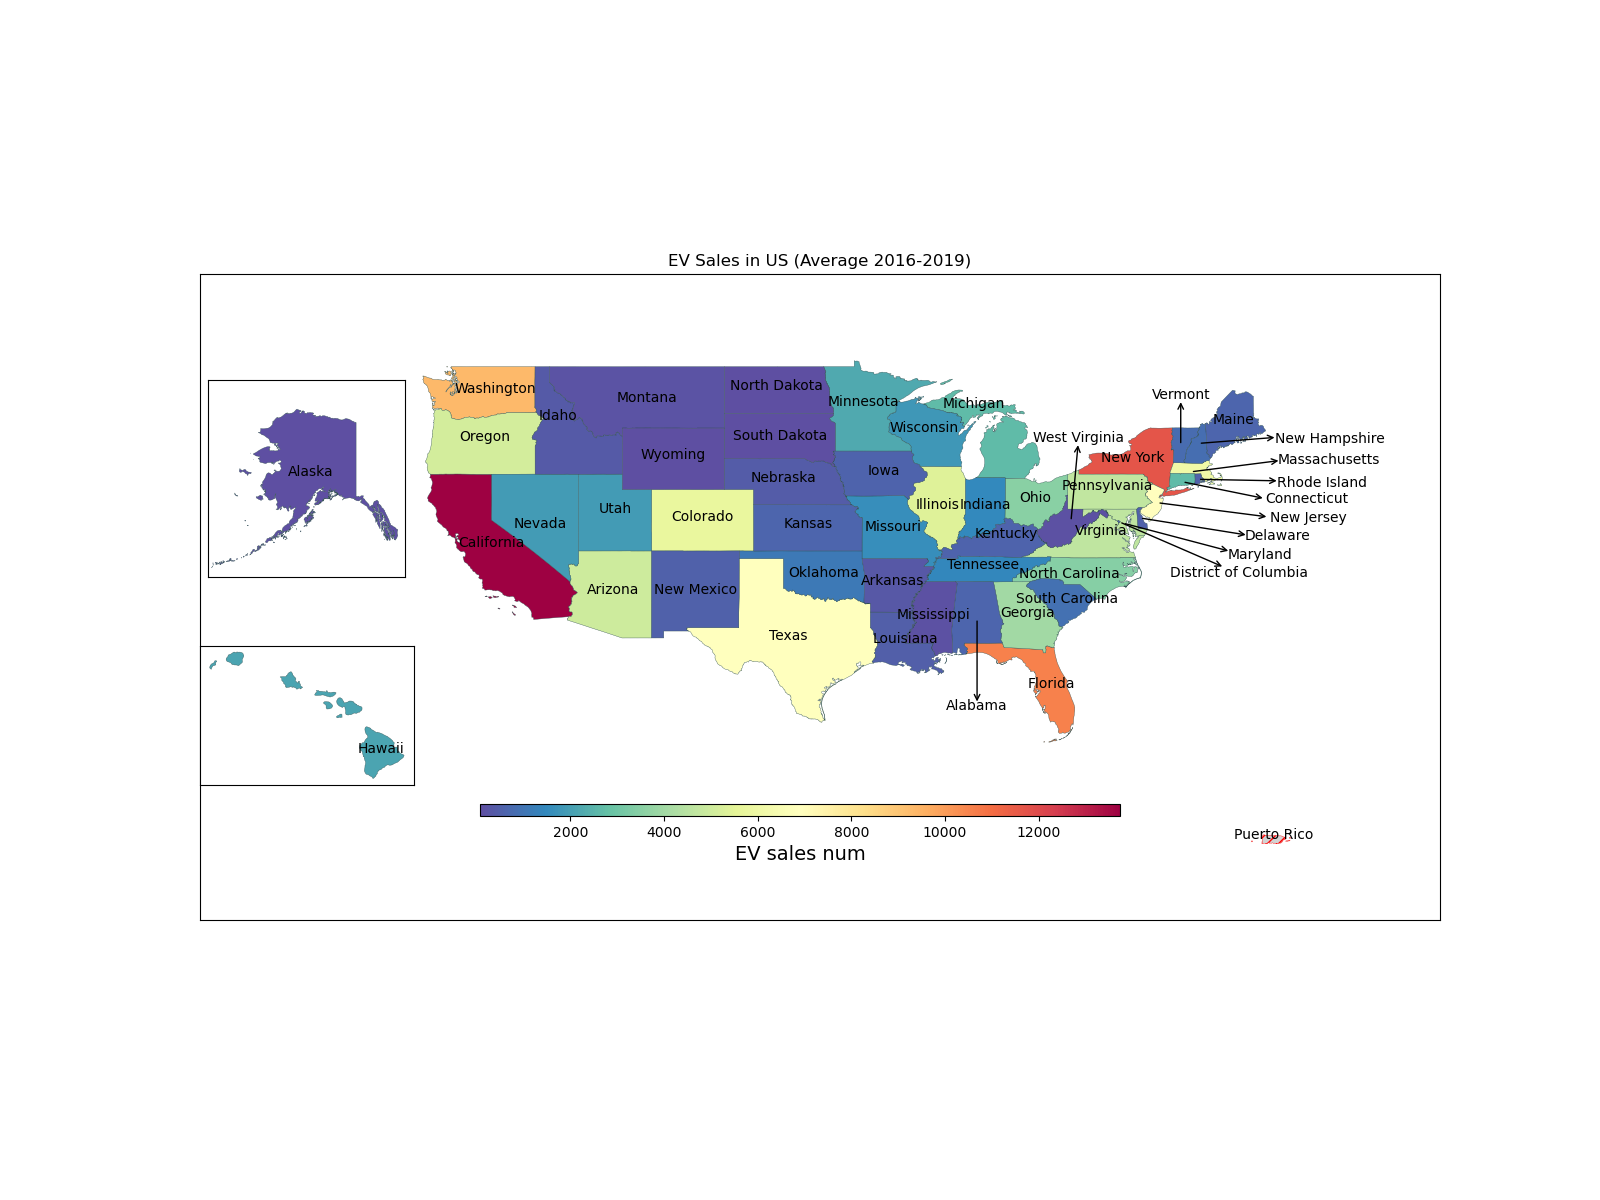 EV Sales in US (Average 2016-2019)
Washington
Montana
North Dakota
Minnesota
Michigan
Vermont
Maine
Idaho
Oregon
Wyoming
South Dakota
Wisconsin
West Virginia
New York
New Hampshire
Massachusetts
Alaska
Nebraska
Iowa
Pennsylvania
Rhode Island
Connecticut
Nevada
Utah
Colorado
Kansas
Missouri
Illinois
Indiana
Ohio
New Jersey
California
Kentucky
Virginia
Delaware
Maryland
District of Columbia
Arizona
New Mexico
Oklahoma
Arkansas
Tennessee
North Carolina
South Carolina
Georgia
Mississippi
Texas
Louisiana
Florida
Alabama
Hawaii
2000 4000 6000 8000 10000 12000
EV sales num
Puerto Rico